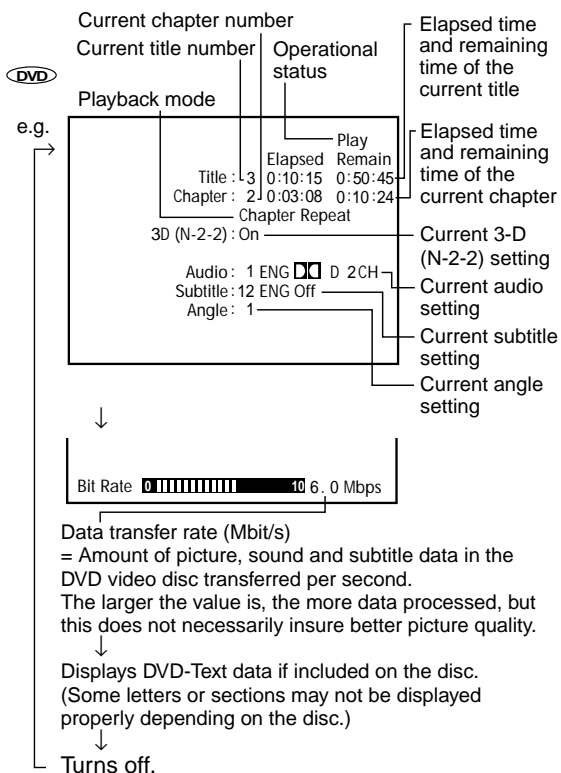 Current chapter number
Current title number
Operational
status
Elapsed time
and remaining
time of the
current title
DVD
Playback mode
e.g.
Play
Elapsed Remain
Title : 3 0:10:15 0:50:45
Chapter : 2 0:03:08 0:10:24
Chapter Repeat
3D (N-2-2) : On
Elapsed time
and remaining
time of the
current chapter
Current 3-D
(N-2-2) setting
Audio : 1 ENG D 2CH
Subtitle : 12 ENG Off
Angle : 1
Current audio
setting
Current subtitle
setting
Current angle
setting
Bit Rate 0 10 6.0 Mbps
Data transfer rate (Mbit/s)
= Amount of picture, sound and subtitle data in the
DVD video disc transferred per second.
The larger the value is, the more data processed, but
this does not necessarily insure better picture quality.
Displays DVD-Text data if included on the disc.
(Some letters or sections may not be displayed
properly depending on the disc.)
Turns off.